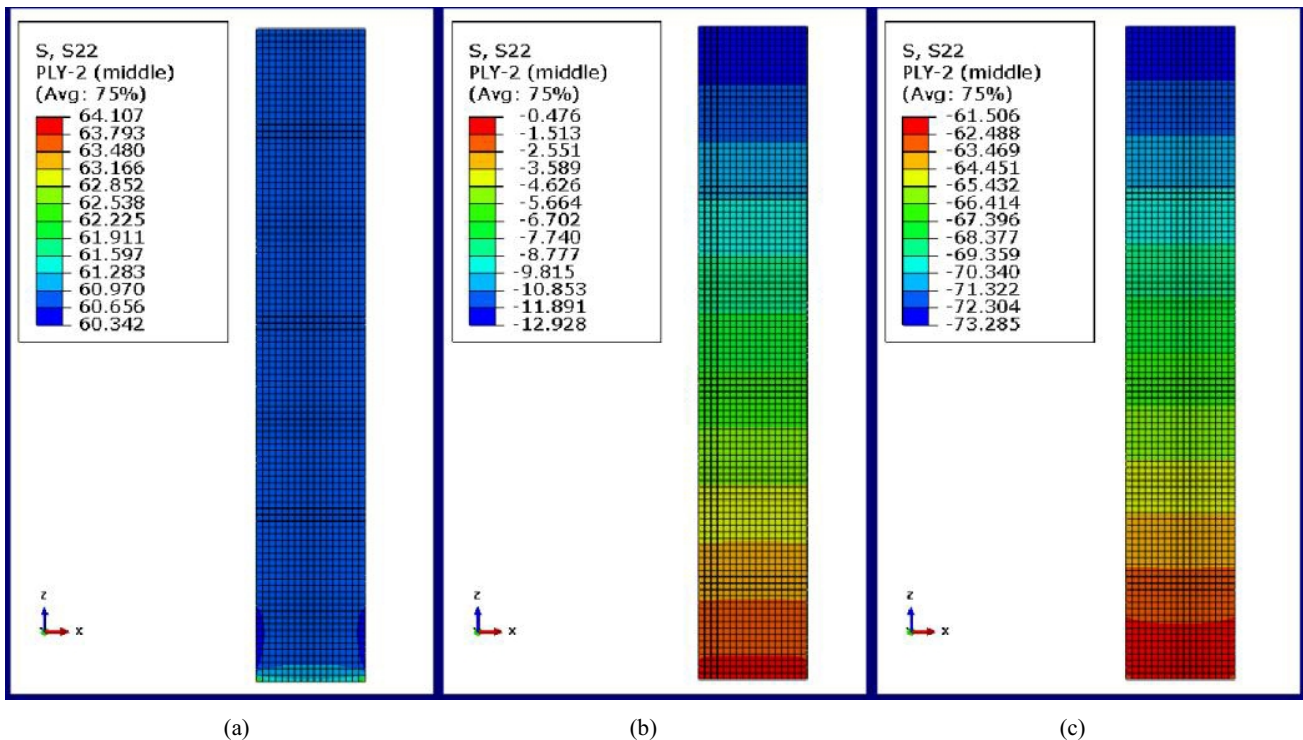 S, S22
PLY-2 (middle)
(Avg: 75%)
64.107
63.793
63.480
63.166
62.852
62.538
62.225
61.911
61.597
61.283
60.970
60.656
60.342
z
x
(a)
S, S22
PLY-2 (middle)
(Avg: 75%)
-0.476
-1.513
-2.551
-3.589
-4.626
-5.664
-6.702
-7.740
-8.777
-9.815
-10.853
-11.891
-12.928
z
x
(b)
S, S22
PLY-2 (middle)
(Avg: 75%)
-61.506
-62.488
-63.469
-64.451
-65.432
-66.414
-67.396
-68.377
-69.359
-70.340
-71.322
-72.304
-73.285
z
x
(c)